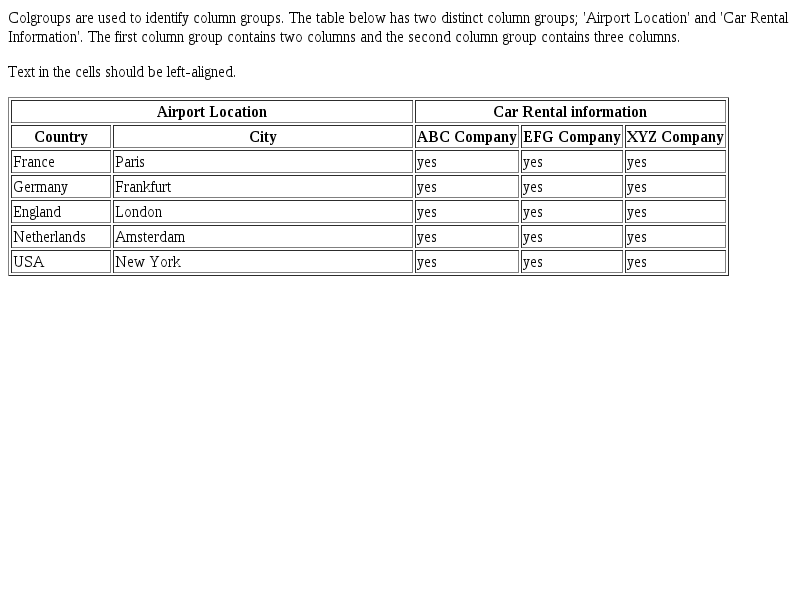 Colgroups are used to identify column groups. The table below has two distinct column groups; 'Airport Location' and 'Car Rental
Information'. The first column group contains two columns and the second column group contains three columns.
Text in the cells should be left-aligned.
Airport Location Car Rental information
Country City ABC Company EFG Company XYZ Company
France Paris yes yes yes
Germany Frankfurt yes yes yes
England London yes yes yes
Netherlands Amsterdam yes yes yes
USA New York yes yes yes